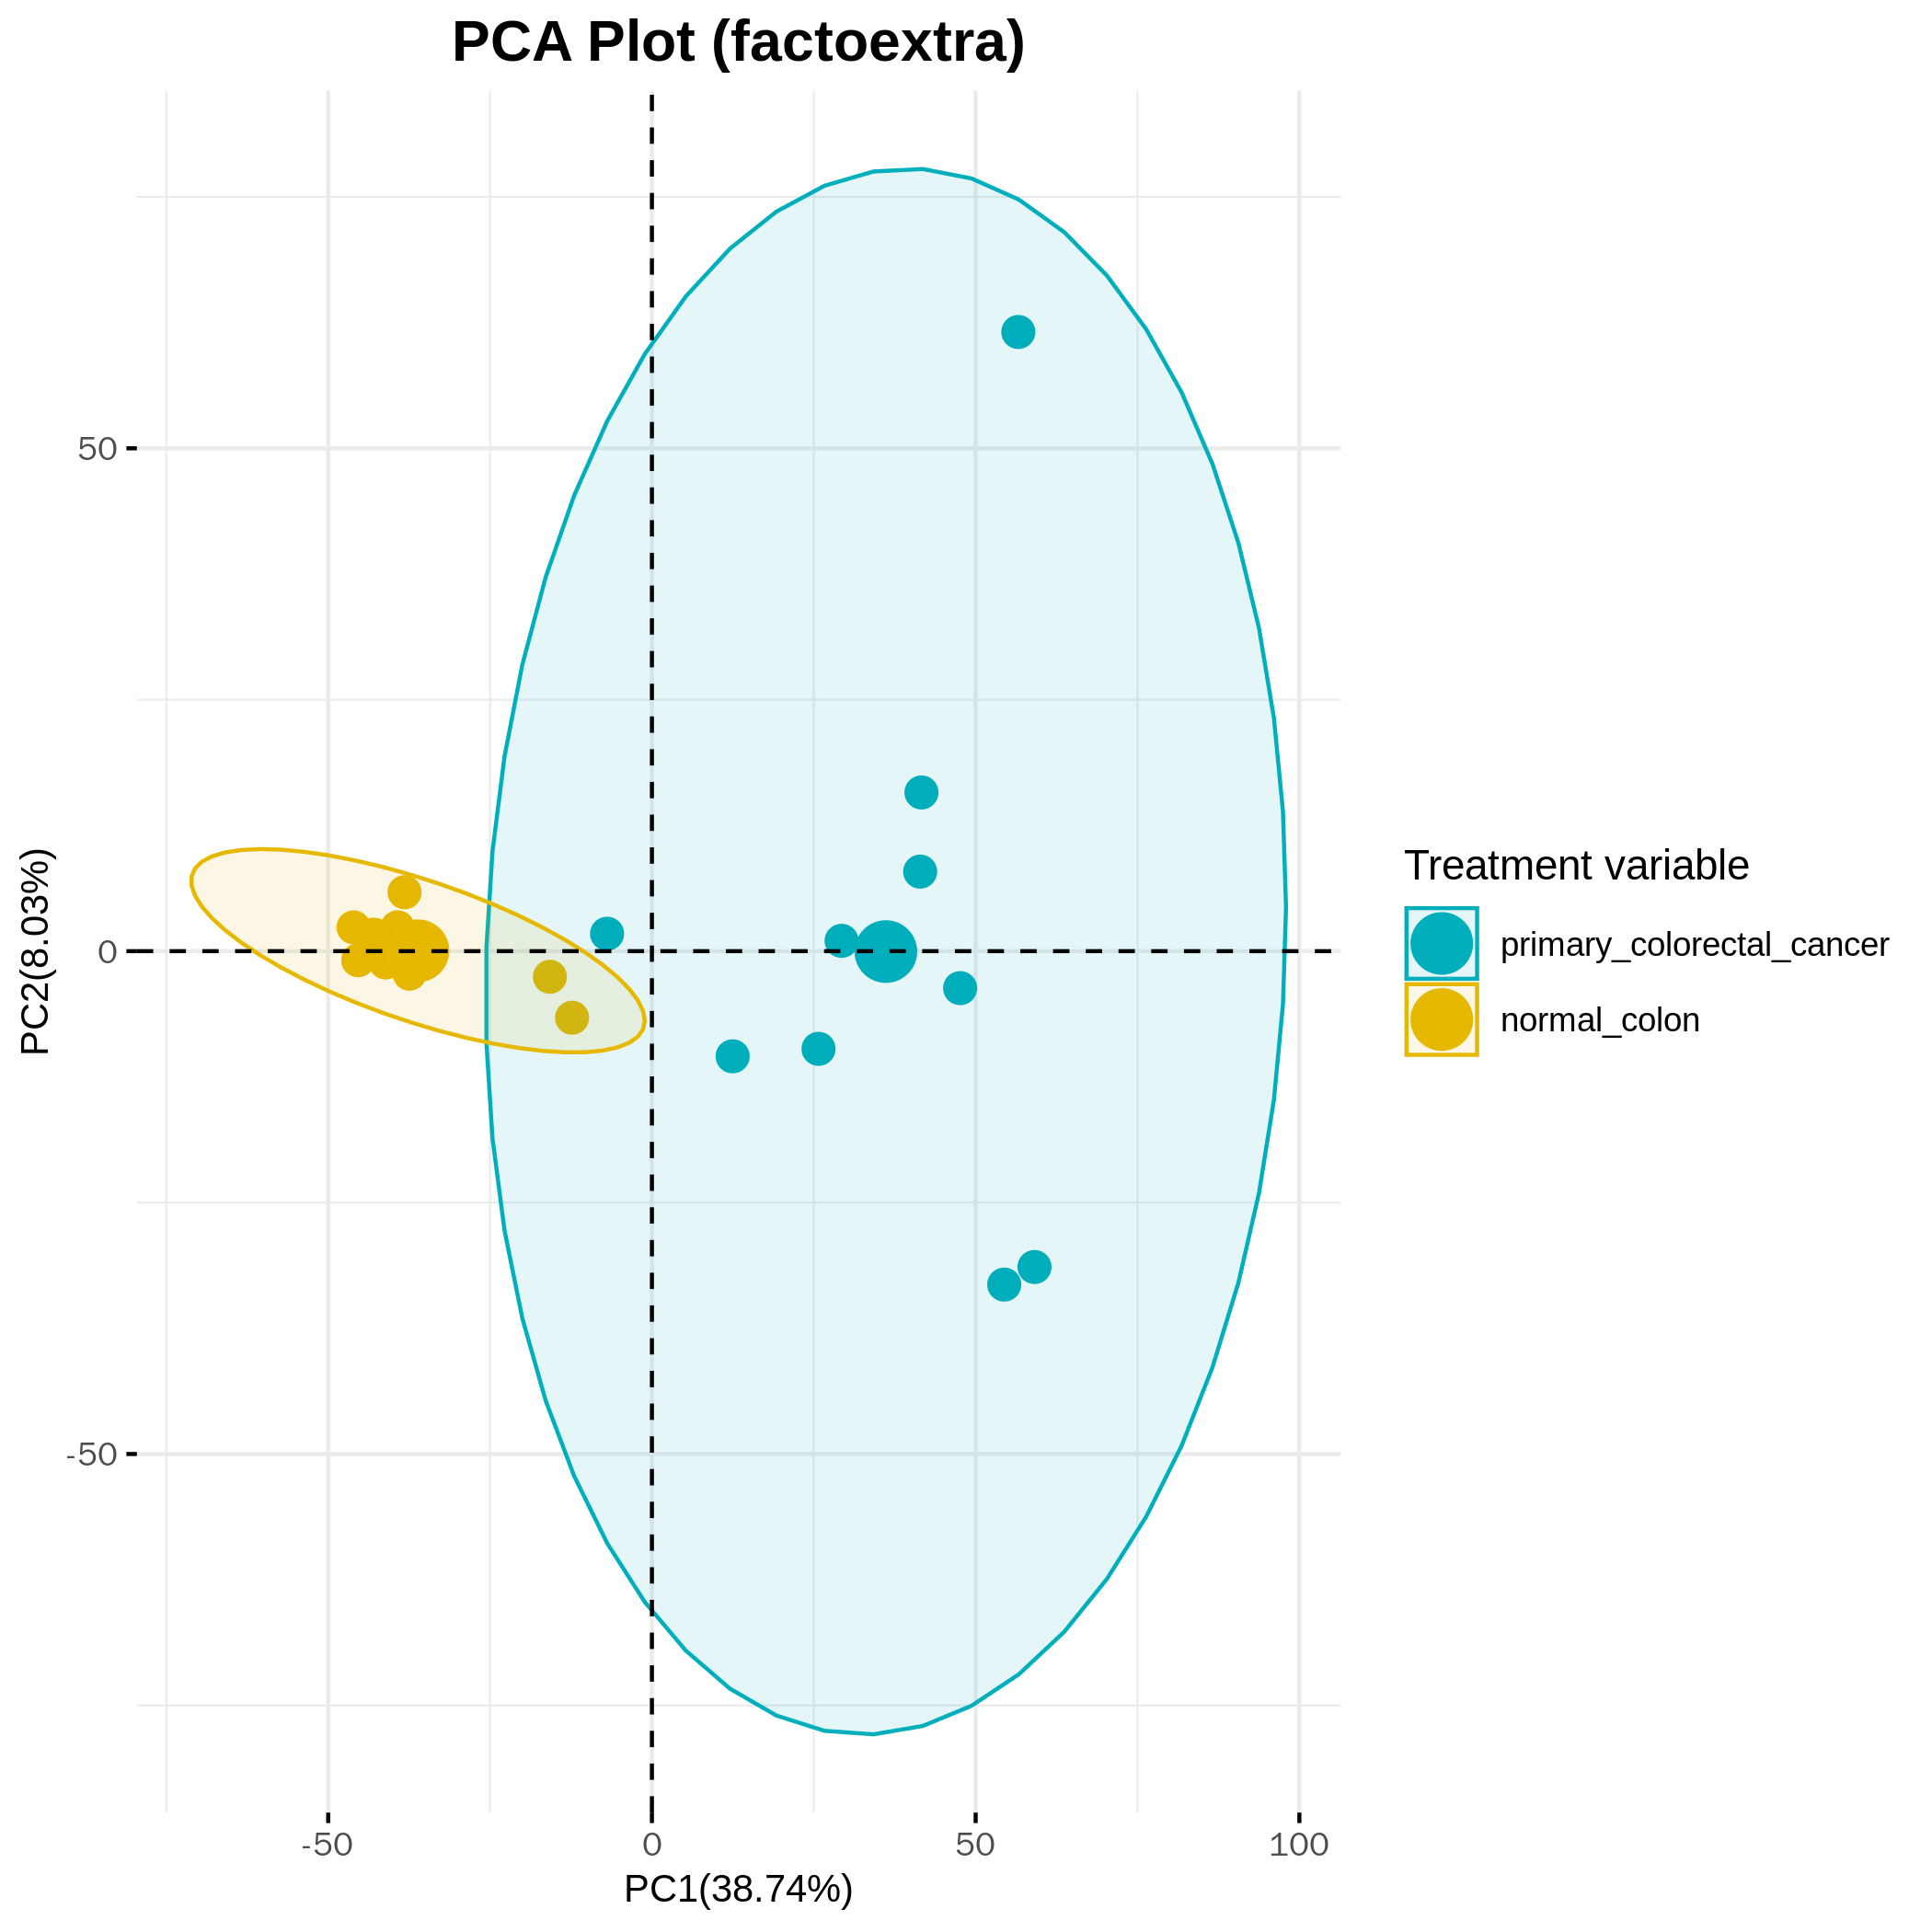 PCA Plot (factoextra)
PC2(8.03%)
50
0
-50
-50
0
50
100
PC1(38.74%)
Treatment variable
primary_colorectal_cancer
normal_colon